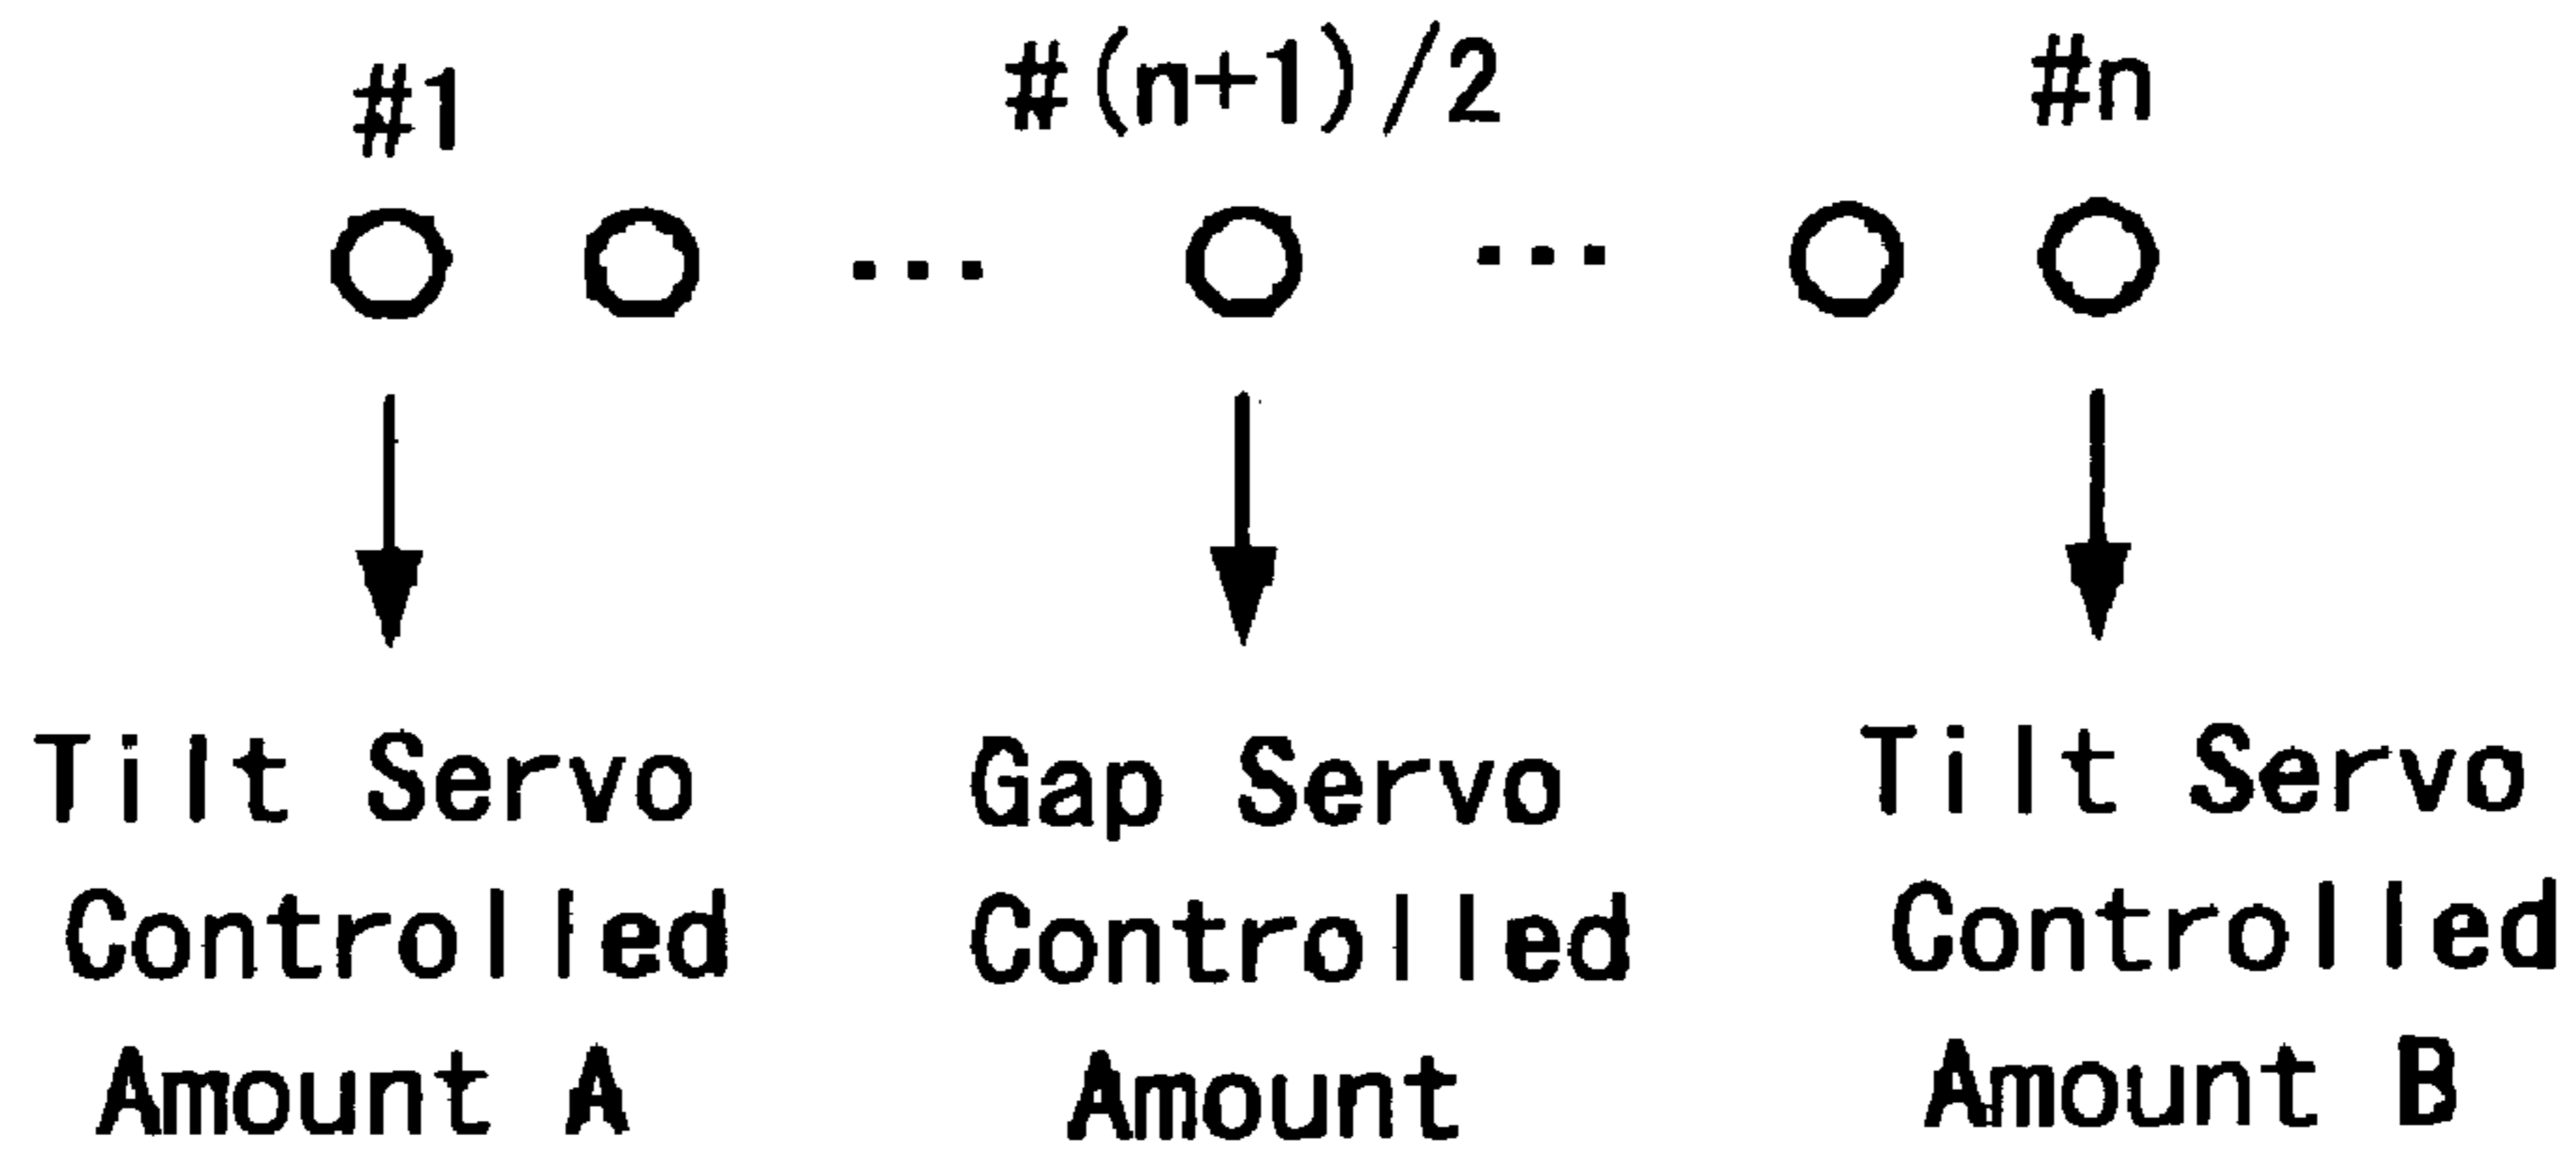 #1 #(n+1)/2 #n
... ...
Tilt Servo Gap Servo Tilt Servo
Controlled Controlled Controlled
Amount A Amount Amount B